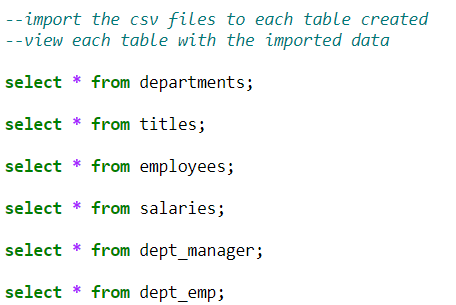 --import the csv files to each table created
--view each table with the imported data
select * from departments;
select * from titles;
select * from employees;
select * from salaries;
select * from dept_manager;
select * from dept_emp;